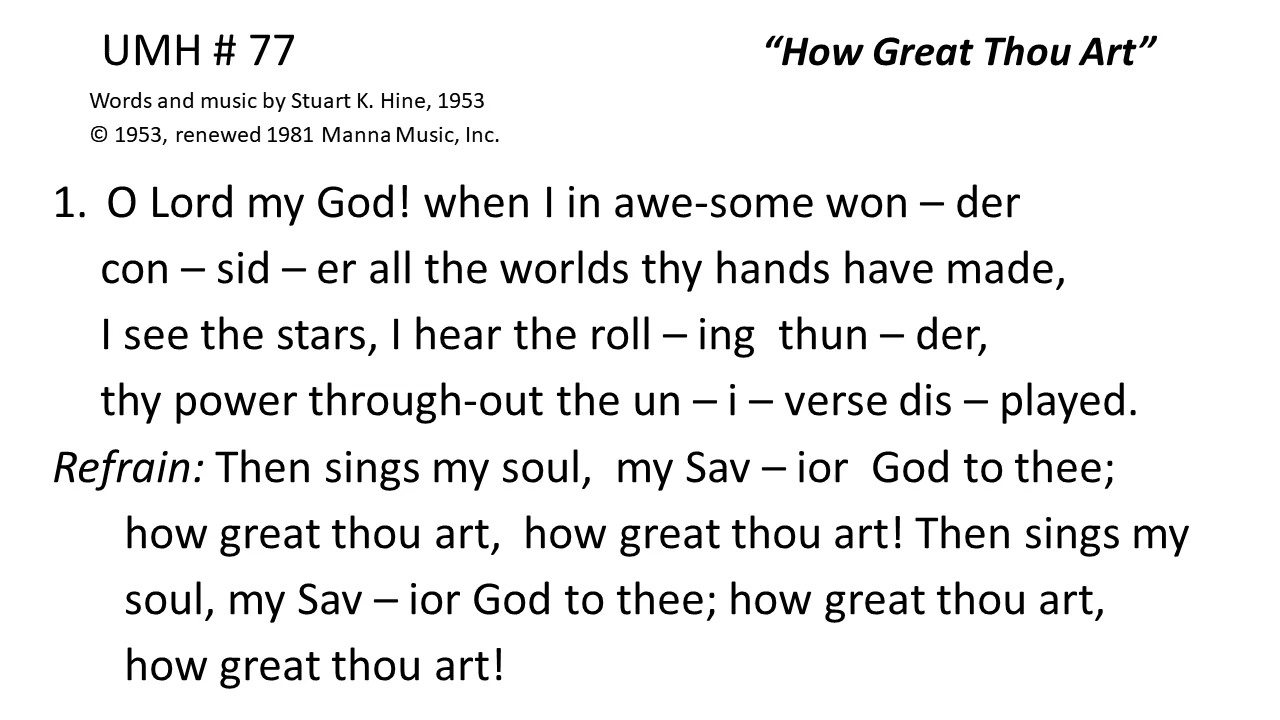 UMH # 77 “How Great Thou Art”
Words and music by Stuart K. Hine, 1953
© 1953, renewed 1981 Manna Music, Inc.
1. O Lord my God! when I in awe-some won – der
con – sid – er all the worlds thy hands have made,
I see the stars, I hear the roll – ing thun – der,
thy power through-out the un – i – verse dis – played.
Refrain: Then sings my soul, my Sav – ior God to thee;
how great thou art, how great thou art! Then sings my
soul, my Sav – ior God to thee; how great thou art,
how great thou art!